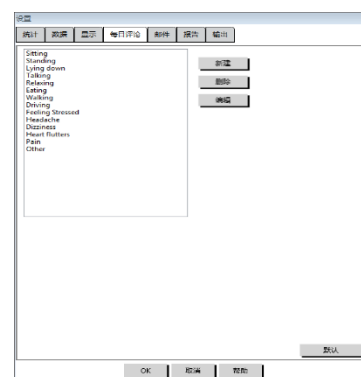 设置
统计 数据 显示 每日评论 邮件 报告 输出
Sitting
Standing
Lying down
Talking
Relaxing
Eating
Walking
Driving
Feeling Stressed
Headache
Dizziness
Heart flutters
Pain
Other
新建
删除
编辑
默认
OK 取消 帮助